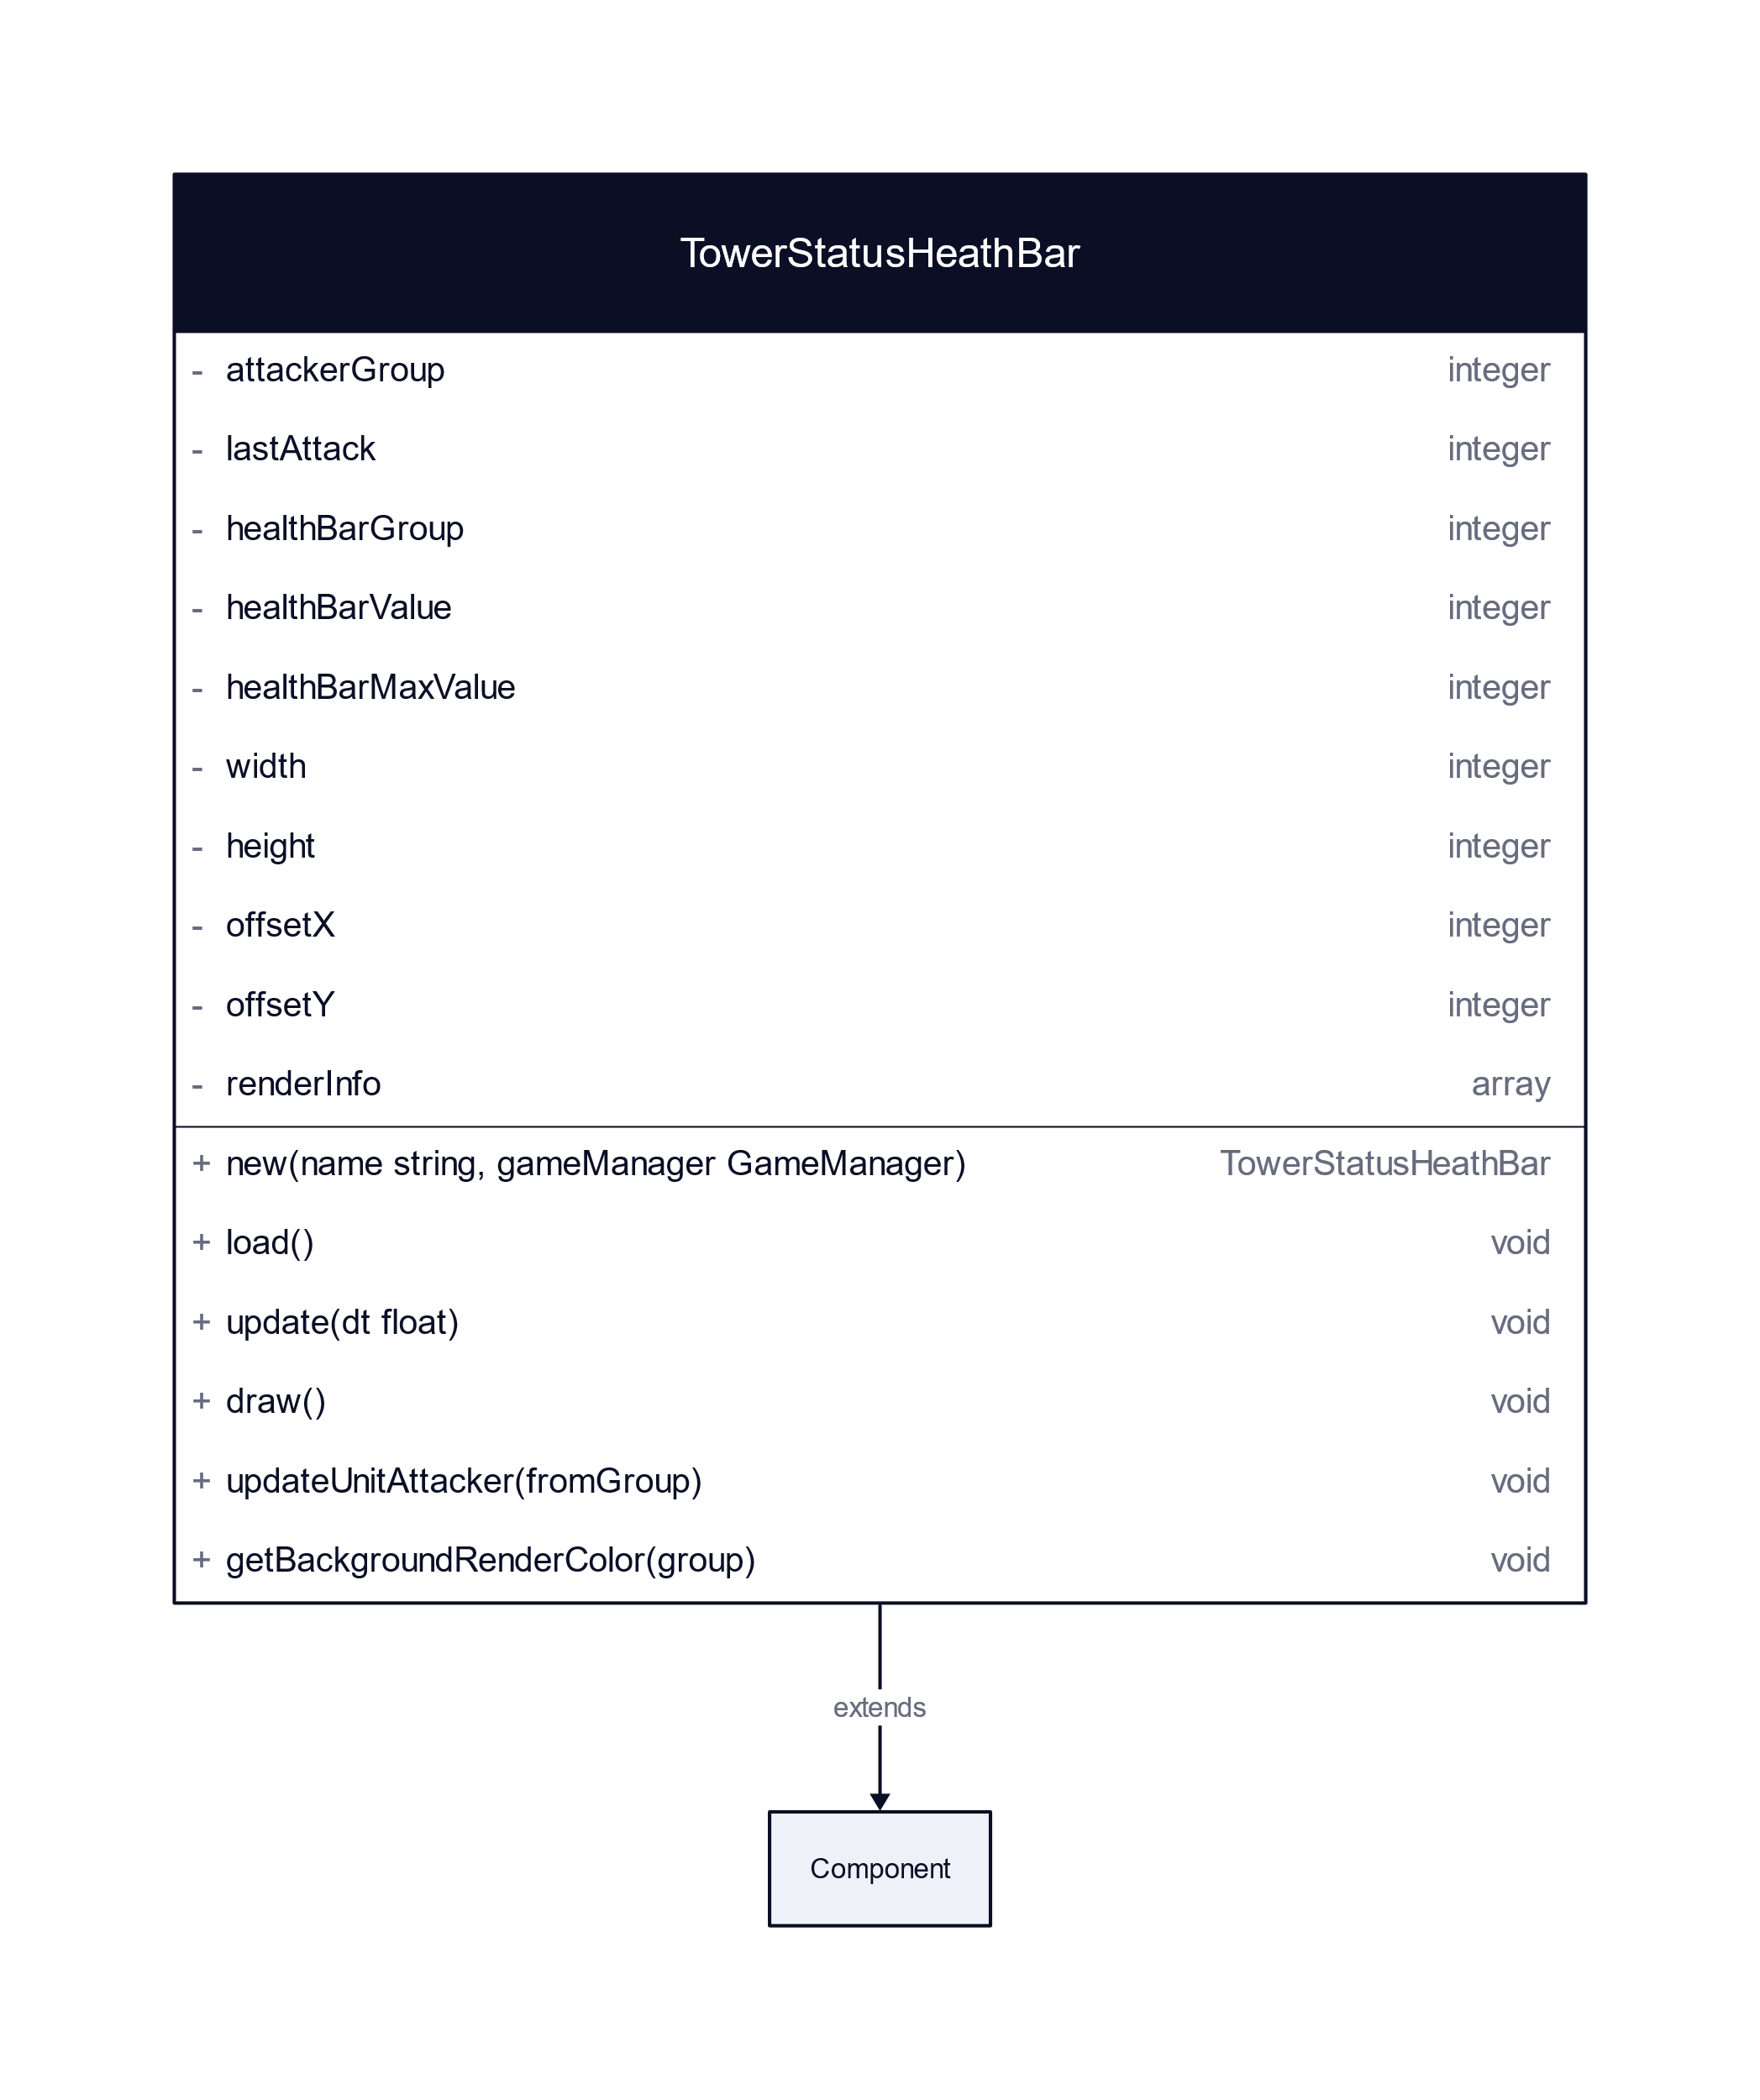 TowerStatusHeathBar
- attackerGroup integer
- lastAttack integer
- healthBarGroup integer
- healthBarValue integer
- healthBarMaxValue integer
- width integer
- height integer
- offsetX integer
- offsetY integer
- renderInfo array
+ new(name string, gameManager GameManager) TowerStatusHeathBar
+ load() void
+ update(dt float) void
+ draw() void
+ updateUnitAttacker(fromGroup) void
+ getBackgroundRenderColor(group) void
extends
Component